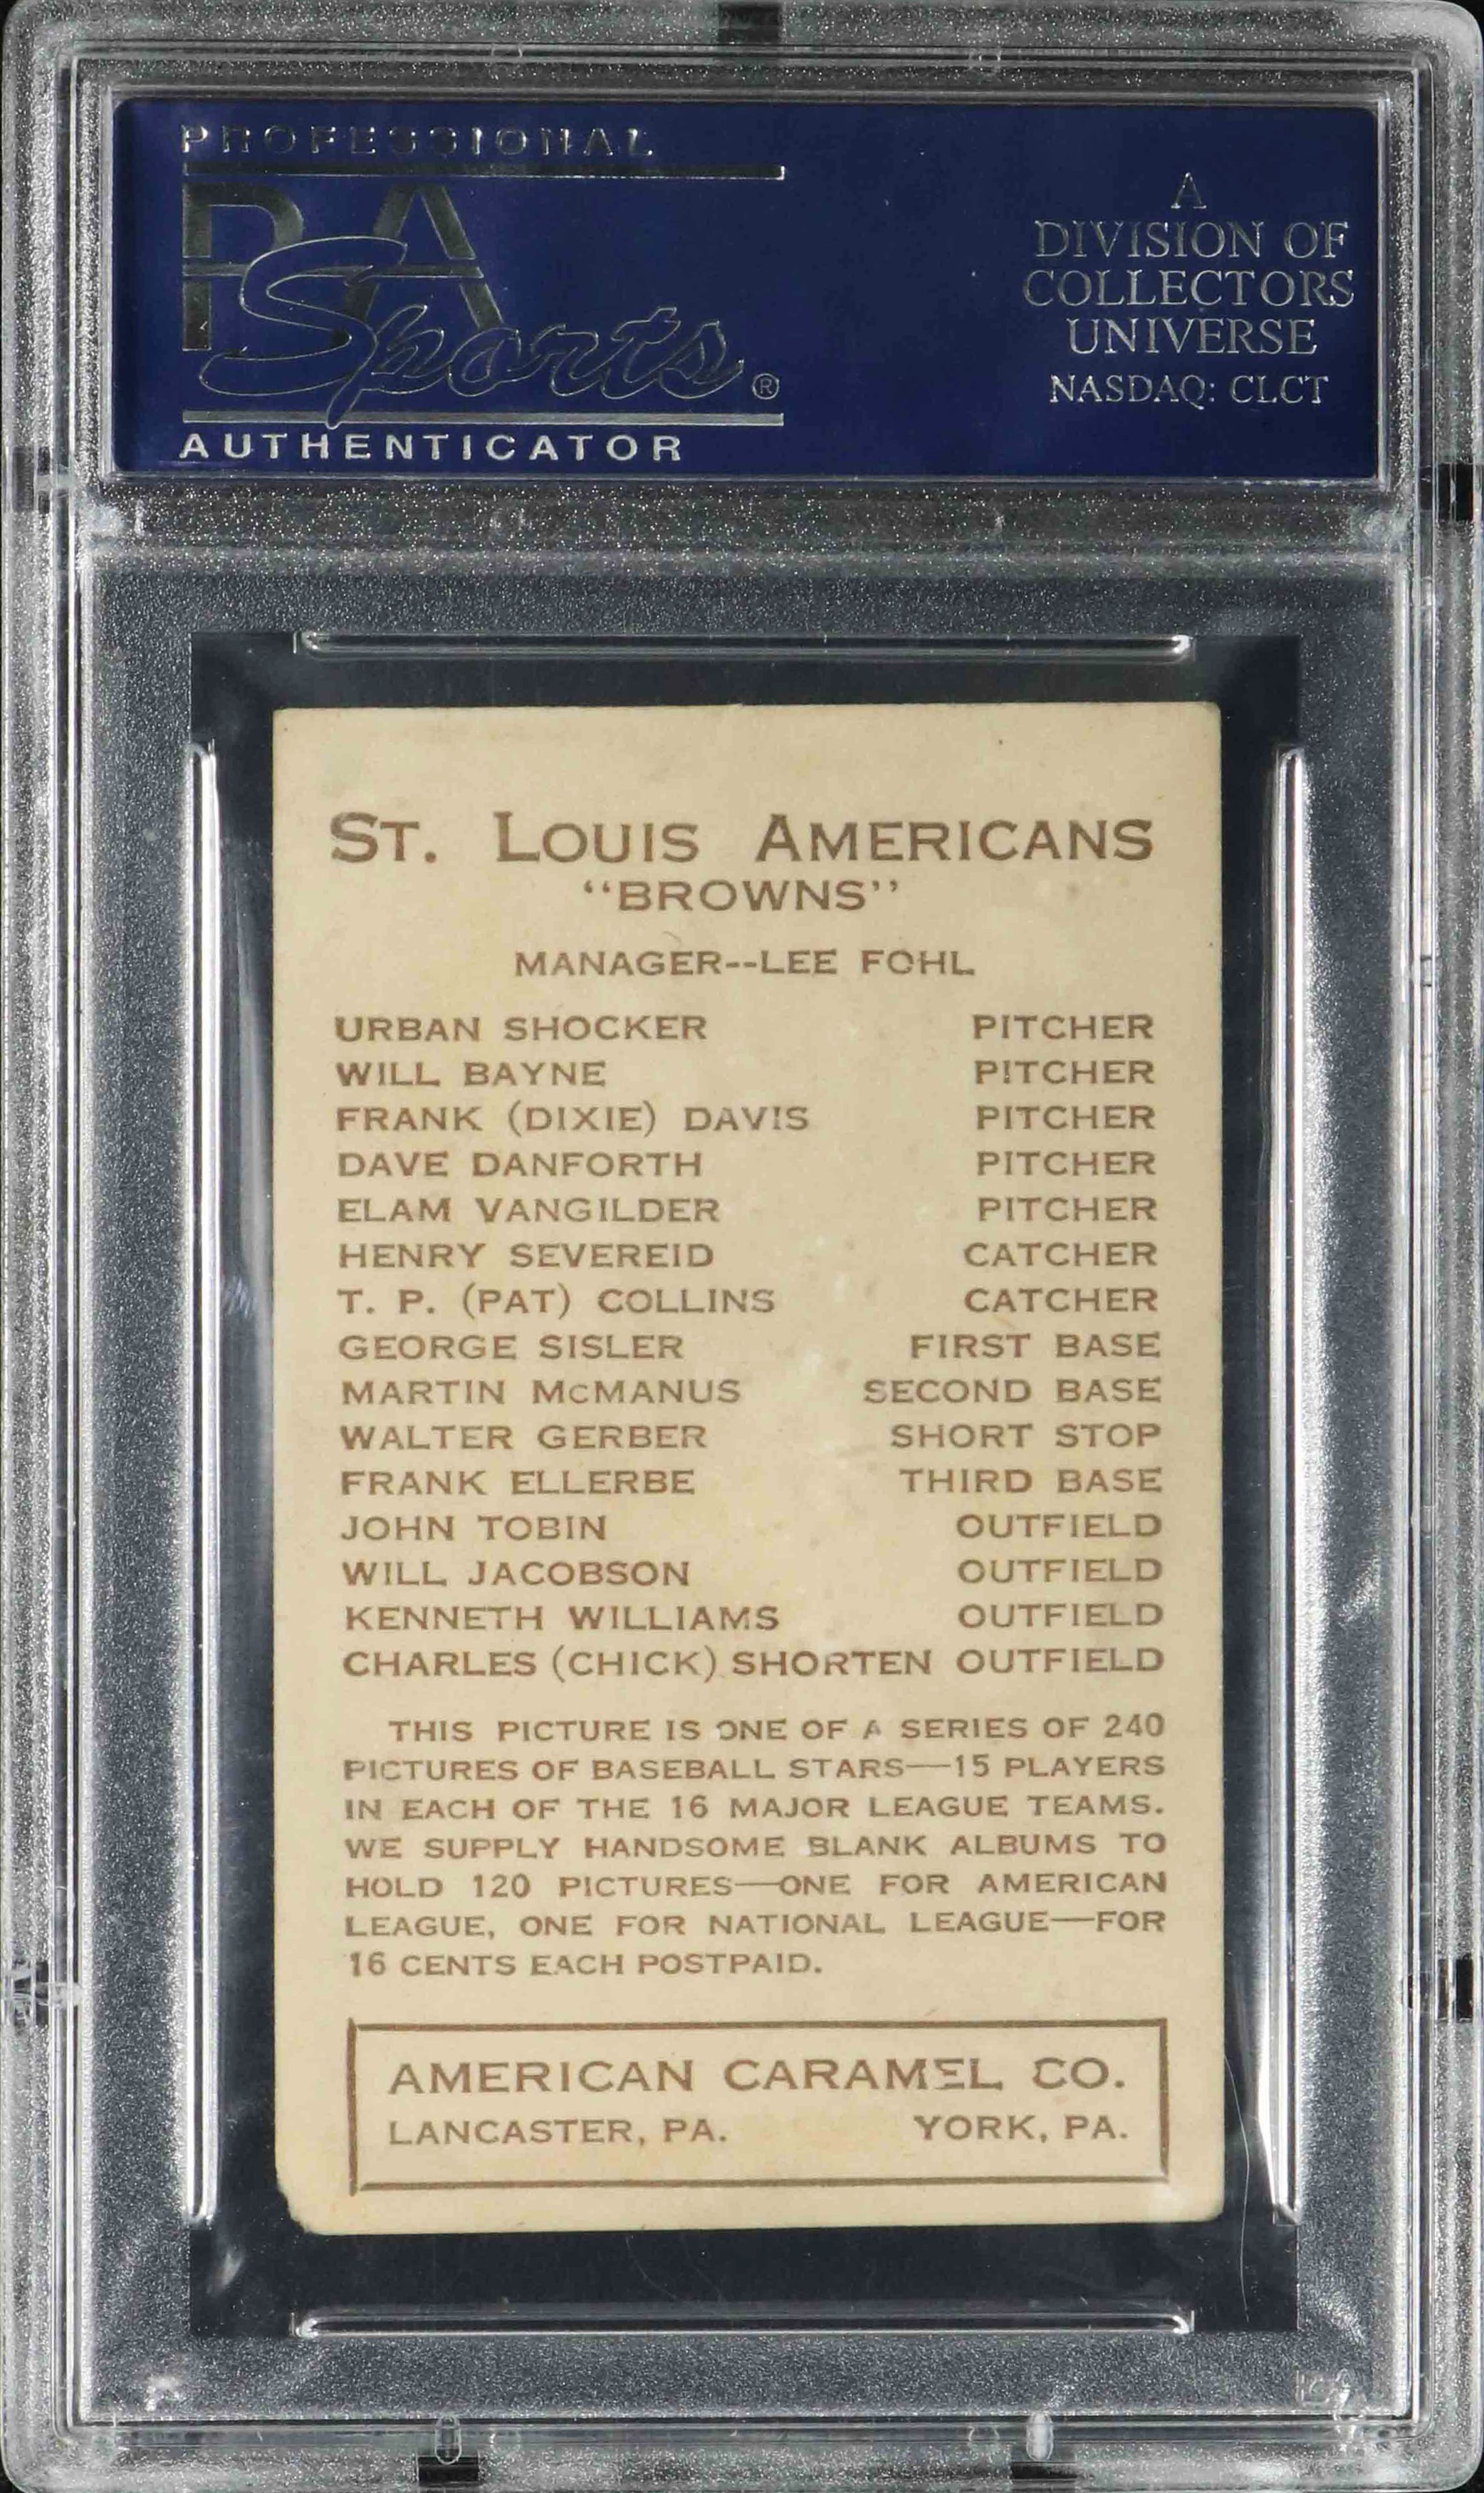 PROFESSIONAL
PSA
Sports®
AUTHENTICATOR
A
DIVISION OF
COLLECTORS
UNIVERSE
NASDAQ: CLCT
ST. LOUIS AMERICANS
"BROWNS"
MANAGER--LEE FOHL
URBAN SHOCKER PITCHER
WILL BAYNE PITCHER
FRANK (DIXIE) DAVIS PITCHER
DAVE DANFORTH PITCHER
ELAM VANGILDER PITCHER
HENRY SEVEREID CATCHER
T. P. (PAT) COLLINS CATCHER
GEORGE SISLER FIRST BASE
MARTIN McMANUS SECOND BASE
WALTER GERBER SHORT STOP
FRANK ELLERBE THIRD BASE
JOHN TOBIN OUTFIELD
WILL JACOBSON OUTFIELD
KENNETH WILLIAMS OUTFIELD
CHARLES (CHICK) SHORTEN OUTFIELD
THIS PICTURE IS ONE OF A SERIES OF 240
PICTURES OF BASEBALL STARS—15 PLAYERS
IN EACH OF THE 16 MAJOR LEAGUE TEAMS.
WE SUPPLY HANDSOME BLANK ALBUMS TO
HOLD 120 PICTURES—ONE FOR AMERICAN
LEAGUE, ONE FOR NATIONAL LEAGUE—FOR
16 CENTS EACH POSTPAID.
AMERICAN CARAMEL CO.
LANCASTER, PA. YORK, PA.